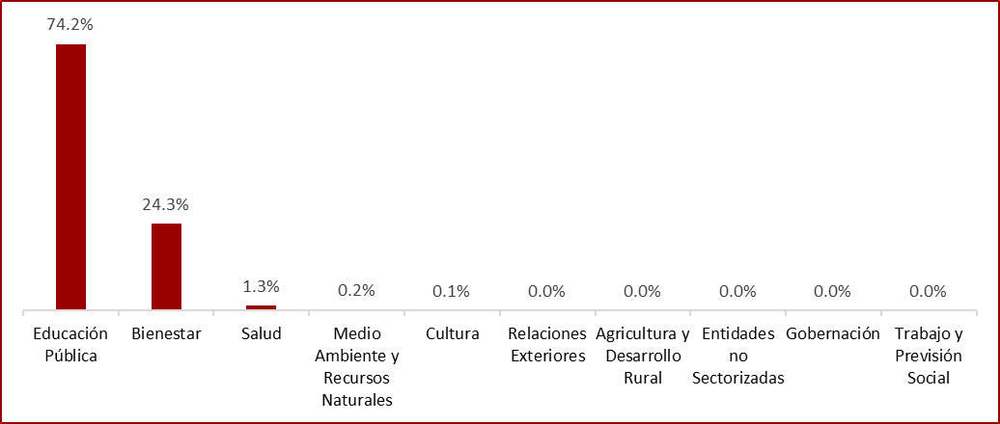 74.2%
24.3%
1.3%
0.2%
0.1%
0.0%
0.0%
0.0%
0.0%
0.0%
Educación
Pública
Bienestar
Salud
Medio
Ambiente y
Recursos
Naturales
Cultura
Relaciones
Exteriores
Agricultura y
Desarrollo
Rural
Entidades
no
Sectorizadas
Gobernación
Trabajo y
Previsión
Social